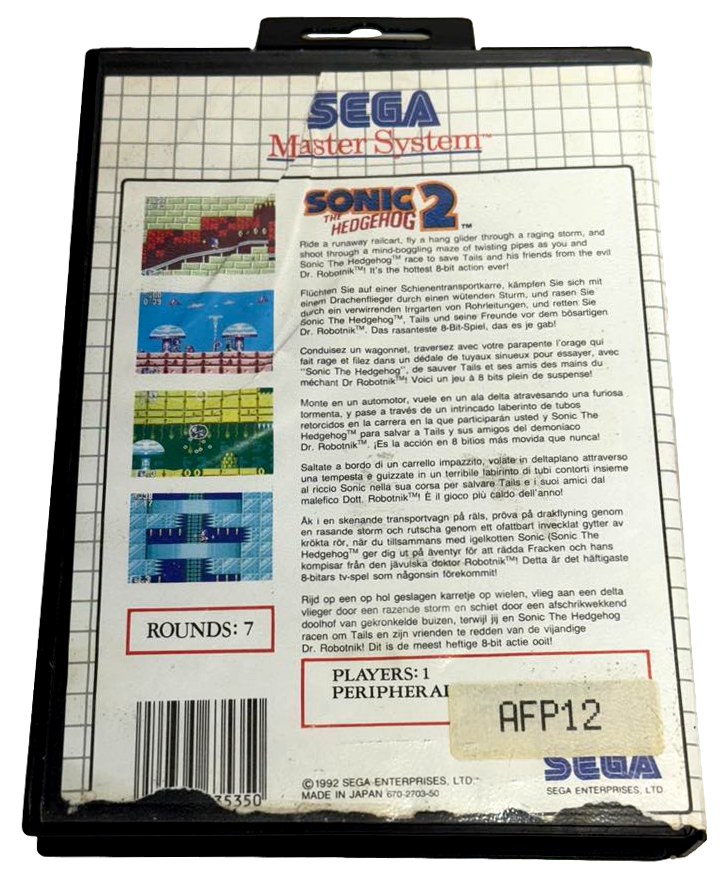 SEGA
Master System™
SONIC
THE
HEDGEHOG 2™
Ride a runaway railcart, fly a hang glider through a raging storm, and
shoot through a mind-boggling maze of twisting pipes as you and
Sonic The Hedgehog™ race to save Tails and his friends from the evil
Dr. Robotnik™! It's the hottest 8-bit action ever!
Flüchten Sie auf einer Schienentransportkarre, kämpfen Sie sich mit
einem Drachenflieger durch einen wütenden Sturm, und rasen Sie
durch ein verwirrenden Irrgarten von Rohrleitungen, und retten Sie
Sonic The Hedgehog™, Tails und seine Freunde vor dem bösartigen
Dr. Robotnik™. Das rasanteste 8-Bit-Spiel, das es je gab!
Conduisez un wagonnet, traversez avec votre parapente l'orage qui
fait rage et filez dans un dédale de tuyaux sinueux pour essayer, avec
"Sonic The Hedgehog", de sauver Tails et ses amis des mains du
méchant Dr Robotnik™! Voici un jeu à 8 bits plein de suspense!
Monte en un automotor, vuele en un ala delta atravesando una furiosa
tormenta, y pase a través de un intrincado laberinto de tubos
retorcidos en la carrera en la que participarán usted y Sonic The
Hedgehog™ para salvar a Tails y sus amigos del demoniaco
Dr. Robotnik™. ¡Es la acción en 8 bitios más movida que nunca!
Saltate a bordo di un carrello impazzito, volate in deltaplano attraverso
una tempesta e guizzate in un terribile labirinto di tubi contorti insieme
al riccio Sonic nella sua corsa per salvare Tails e i suoi amici dal
malefico Dott. Robotnik™! È il gioco più caldo dell'anno!
Åk i en skenande transportvagn på räls, pröva på drakflyning genom
en rasande storm och rutscha genom ett ofattbart invecklat gytter av
krökta rör, när du tillsammans med igelkotten Sonic (Sonic The
Hedgehog™ ger dig ut på äventyr för att rädda Fracken och hans
kompisar från den jävulska doktor Robotnik™! Detta är det häftigaste
8-bitars tv-spel som någonsin förekommit!
Rijd op een op hol geslagen karretje op wielen, vlieg aan een delta
vlieger door een razende storm en schiet door een afschrikwekkend
doolhof van gekronkelde buizen, terwijl jij en Sonic The Hedgehog
racen om Tails en zijn vrienden te redden van de vijandige
Dr. Robotnik! Dit is de meest heftige 8-bit actie ooit!
ROUNDS: 7
PLAYERS: 1
PERIPHERAL
AFP12
35350
©1992 SEGA ENTERPRISES, LTD.
MADE IN JAPAN 670-2703-50
SEGA
SEGA ENTERPRISES, LTD.